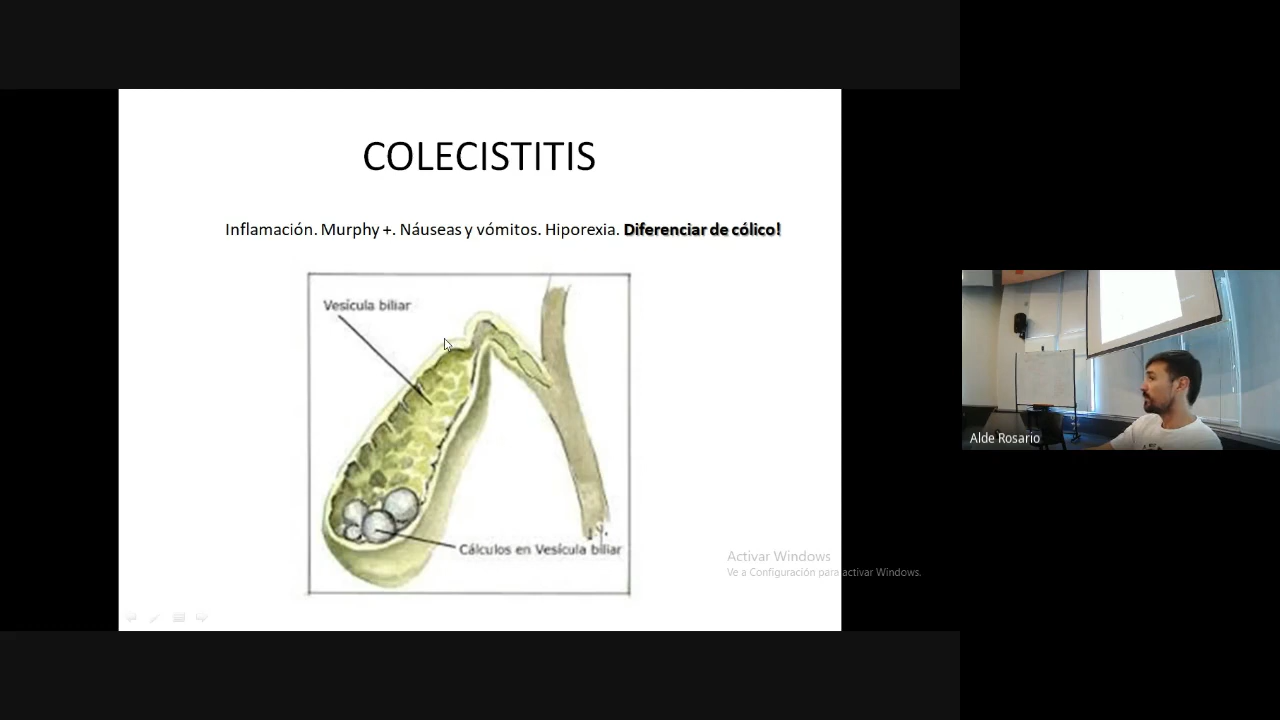 COLECISTITIS
Inflamación. Murphy +. Náuseas y vómitos. Hiporexia. Diferenciar de cólico!
Vesícula biliar
Cálculos en Vesícula biliar
Activar Windows
Ve a Configuración para activar Windows.
Alde Rosario